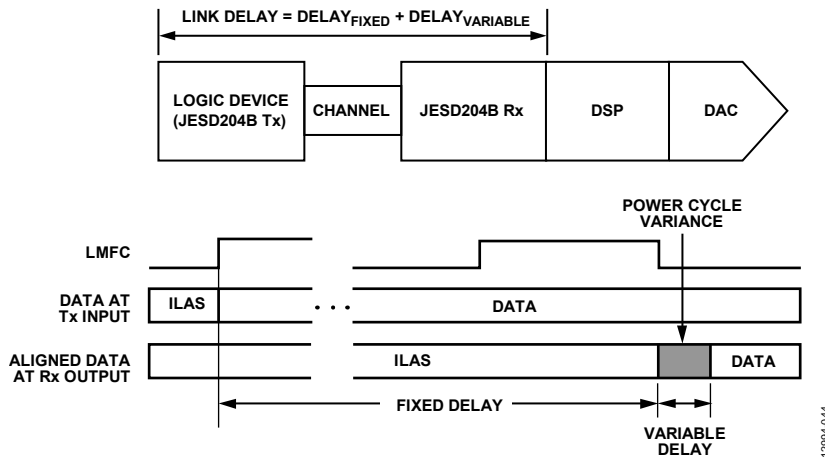 LINK DELAY = DELAYFIXED + DELAYVARIABLE
LOGIC DEVICE
(JESD204B Tx)
CHANNEL
JESD204B Rx
DSP
DAC
POWER CYCLE
VARIANCE
LMFC
DATA AT
Tx INPUT
ILAS
· · ·
DATA
ALIGNED DATA
AT Rx OUTPUT
ILAS
DATA
FIXED DELAY
VARIABLE
DELAY